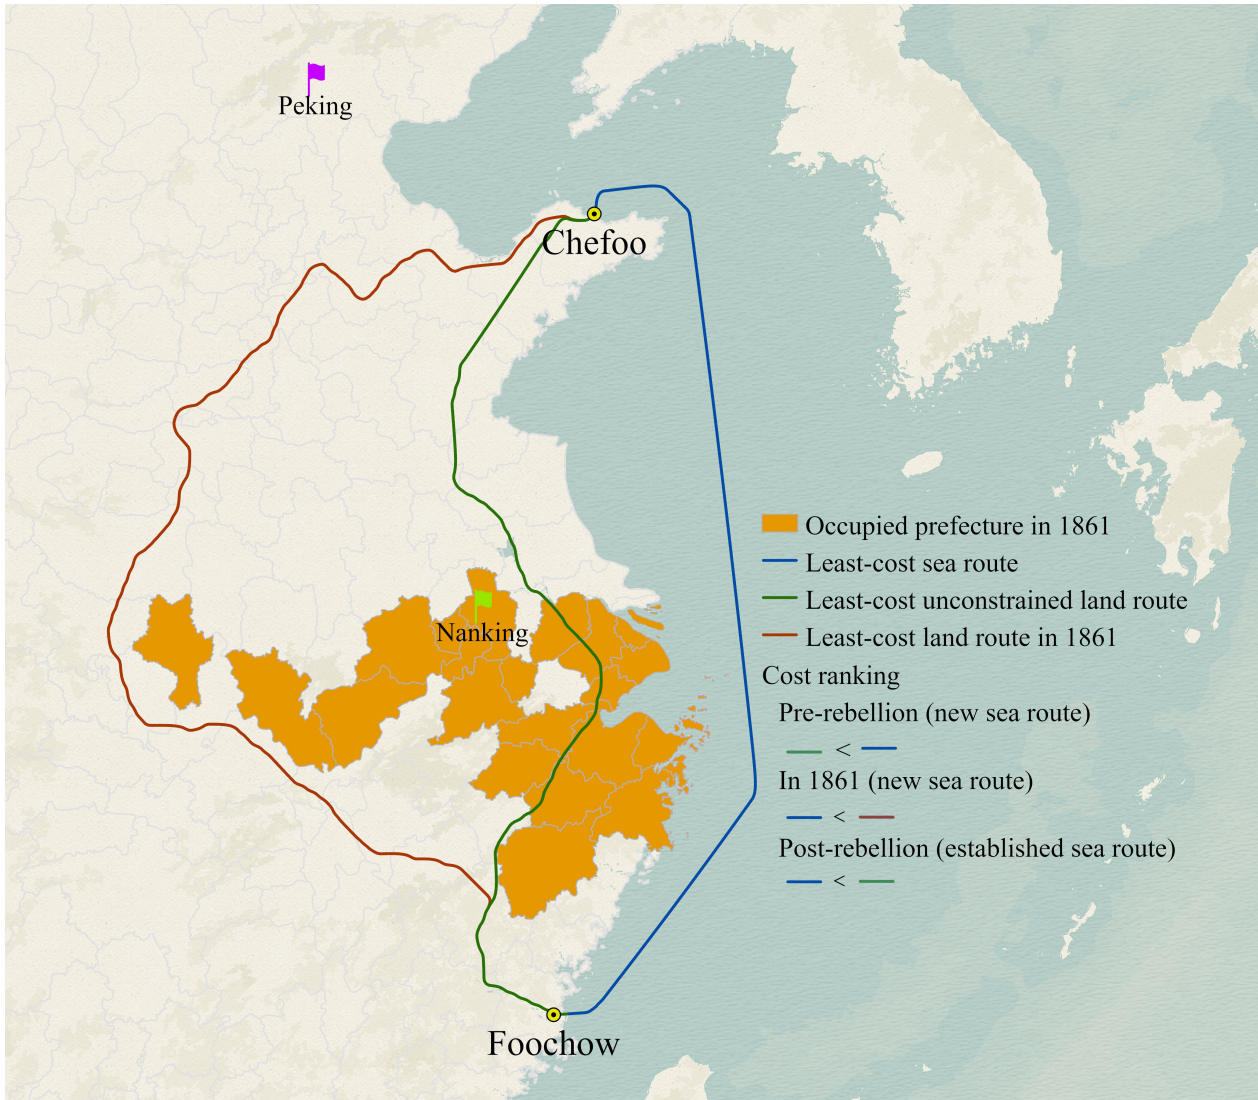 Peking
Chefoo
Occupied prefecture in 1861
Least-cost sea route
Least-cost unconstrained land route
Nanking
Least-cost land route in 1861
Cost ranking
Pre-rebellion (new sea route)
<
In 1861 (new sea route)
<
Post-rebellion (established sea route)
<
Foochow